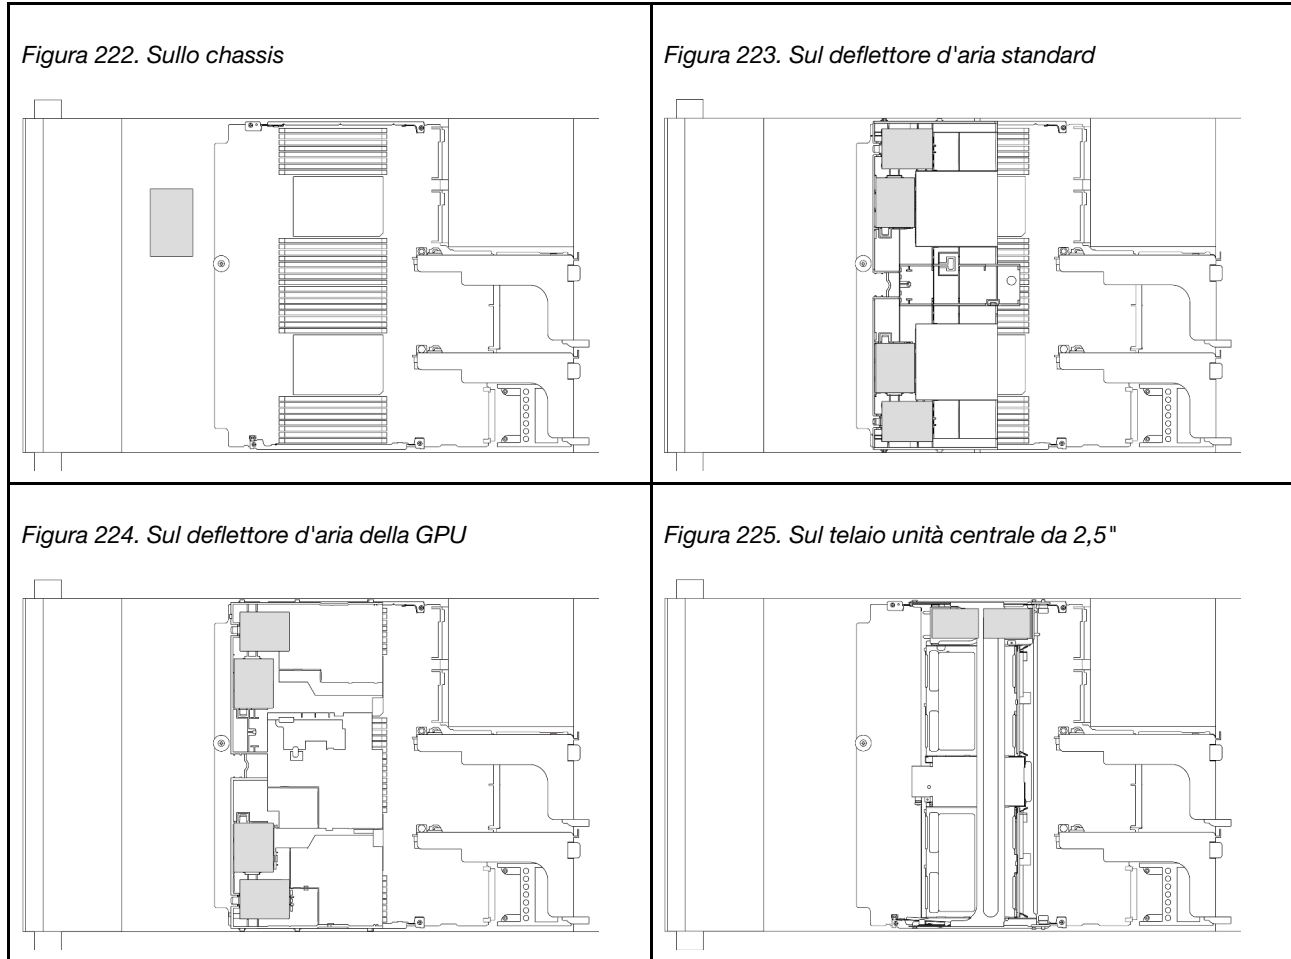 Figura 222. Sullo chassis
Figura 223. Sul deflettore d'aria standard
Figura 224. Sul deflettore d'aria della GPU
Figura 225. Sul telaio unità centrale da 2,5"